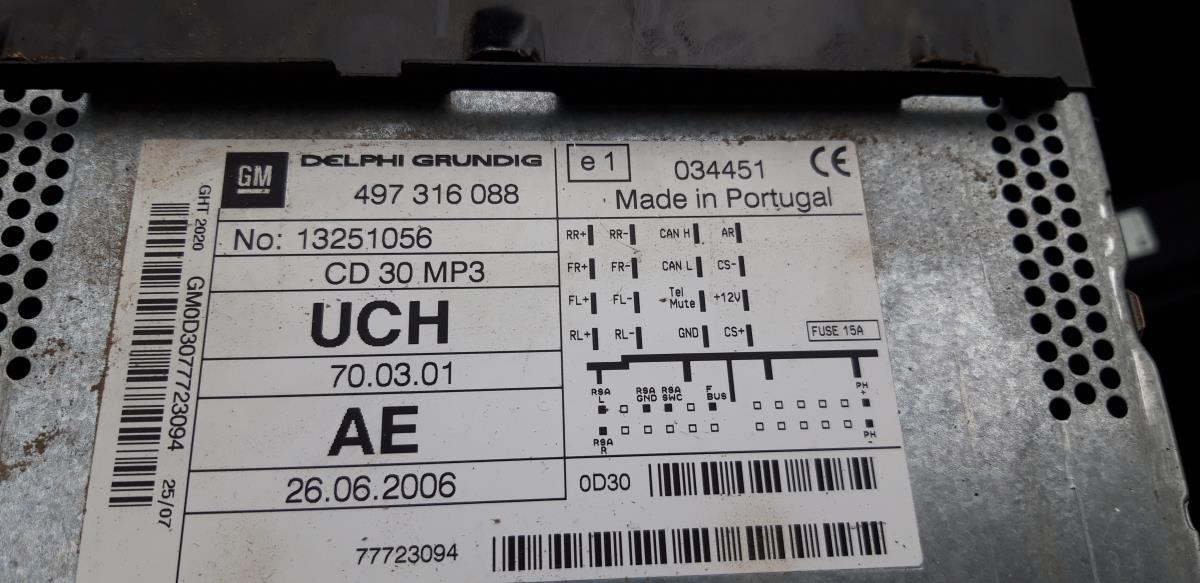 GM DELPHI GRUNDIG
497 316 088
e 1 034451 CE
Made in Portugal
No: 13251056
CD 30 MP3
UCH
70.03.01
AE
26.06.2006
RR+ RR- CAN H AR
FR+ FR- CAN L CS-
FL+ FL- Tel Mute +12V
RL+ RL- GND CS+
FUSE 15A
RSA L RSA GND RSA SWC F BUS PH +
RSA R PH -
0D30
77723094
GHT 2020
GM0D3077723094
25/07